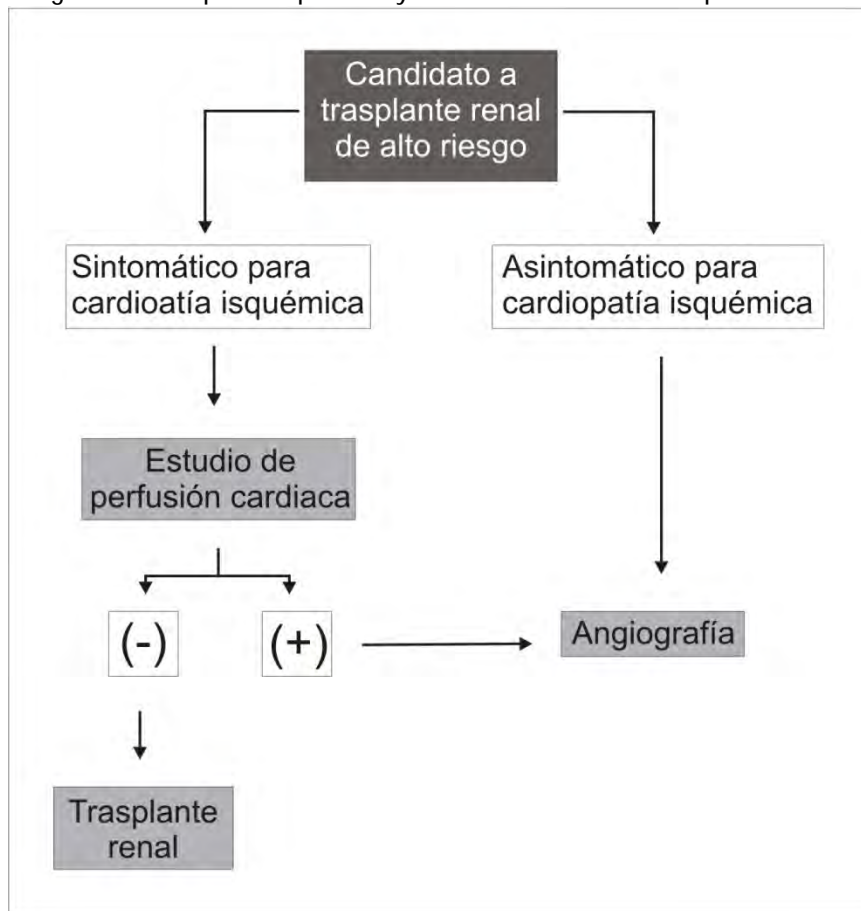 Candidato a
trasplante renal
de alto riesgo
Sintomático para
cardioatía isquémica
Asintomático para
cardiopatía isquémica
Estudio de
perfusión cardiaca
(-)
(+)
Angiografía
Trasplante
renal